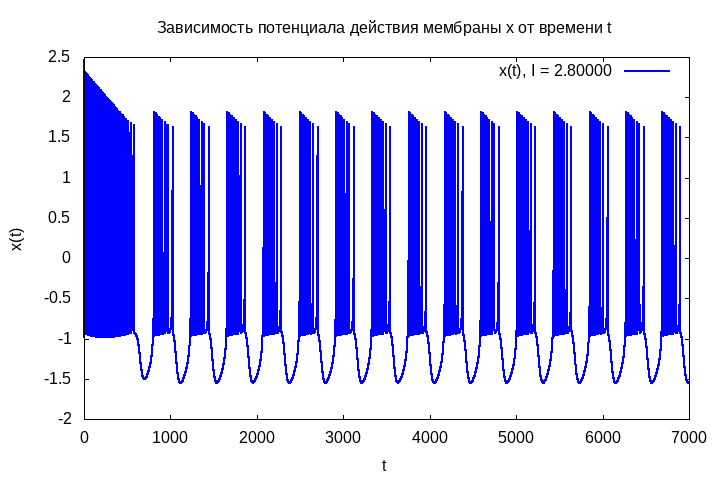 Зависимость потенциала действия мембраны x от времени t
x(t), I = 2.80000
2.5
2
1.5
1
0.5
0
-0.5
-1
-1.5
-2
x(t)
0 1000 2000 3000 4000 5000 6000 7000
t